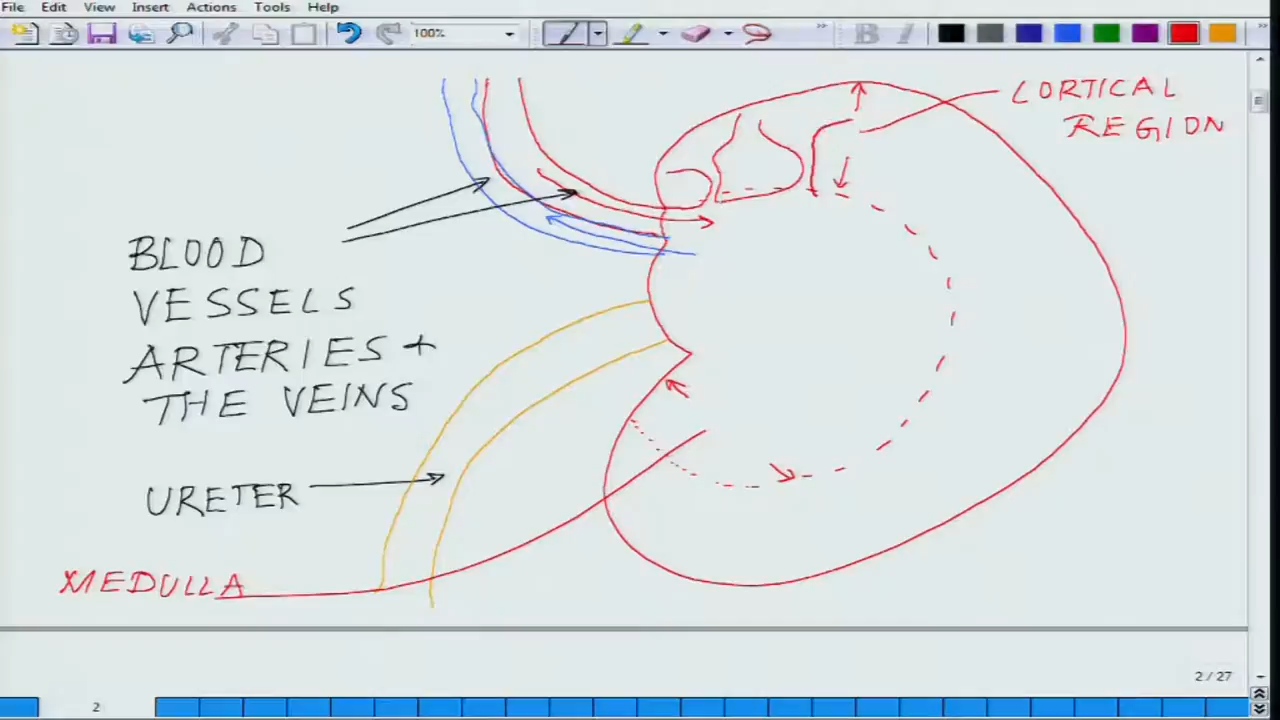 File Edit View Insert Actions Tools Help
100%
CORTICAL
REGION
BLOOD
VESSELS
ARTERIES +
THE VEINS
URETER
MEDULLA
2 / 27
2